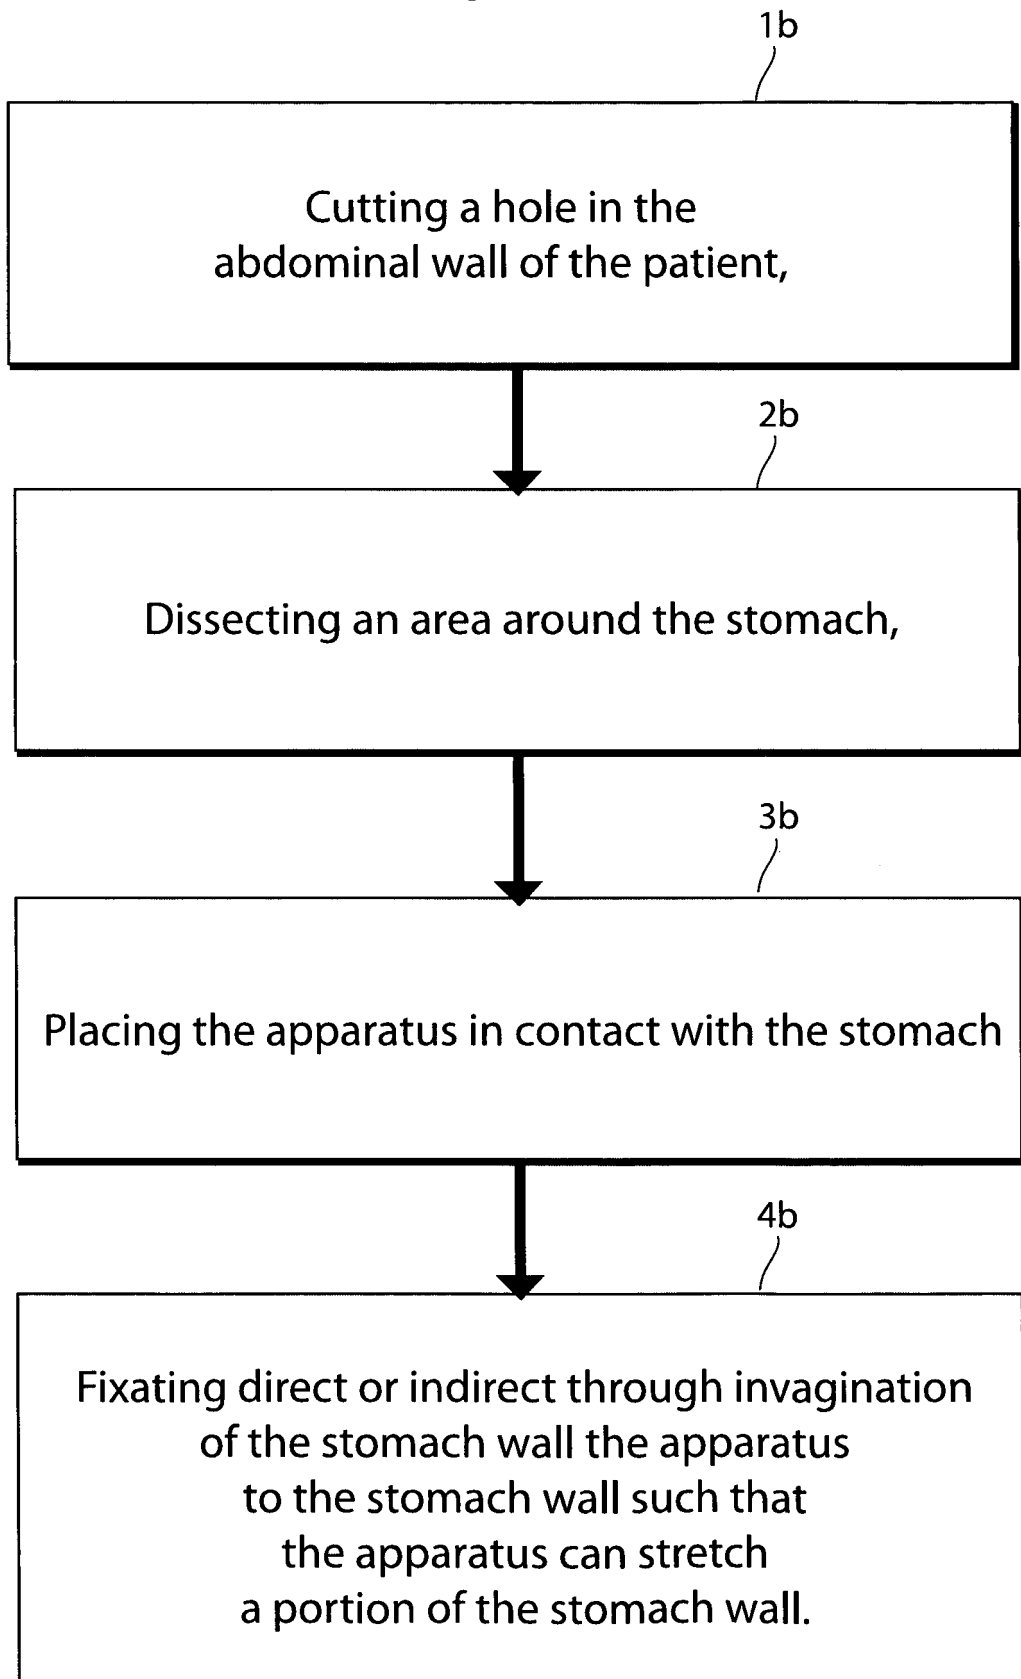 1b
Cutting a hole in the
abdominal wall of the patient,
2b
Dissecting an area around the stomach,
3b
Placing the apparatus in contact with the stomach
4b
Fixating direct or indirect through invagination
of the stomach wall the apparatus
to the stomach wall such that
the apparatus can stretch
a portion of the stomach wall.